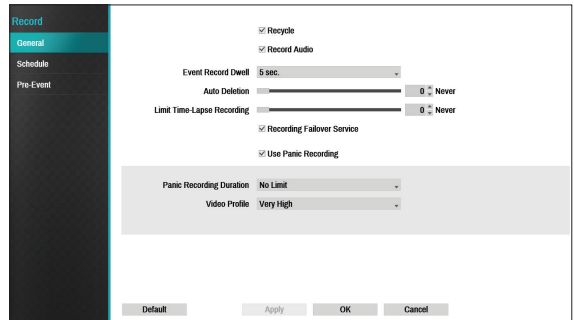 Record
General
Schedule
Pre-Event
Recycle
Record Audio
Event Record Dwell 5 sec.
Auto Deletion 0 Never
Limit Time-Lapse Recording 0 Never
Recording Failover Service
Use Panic Recording
Panic Recording Duration No Limit
Video Profile Very High
Default Apply OK Cancel